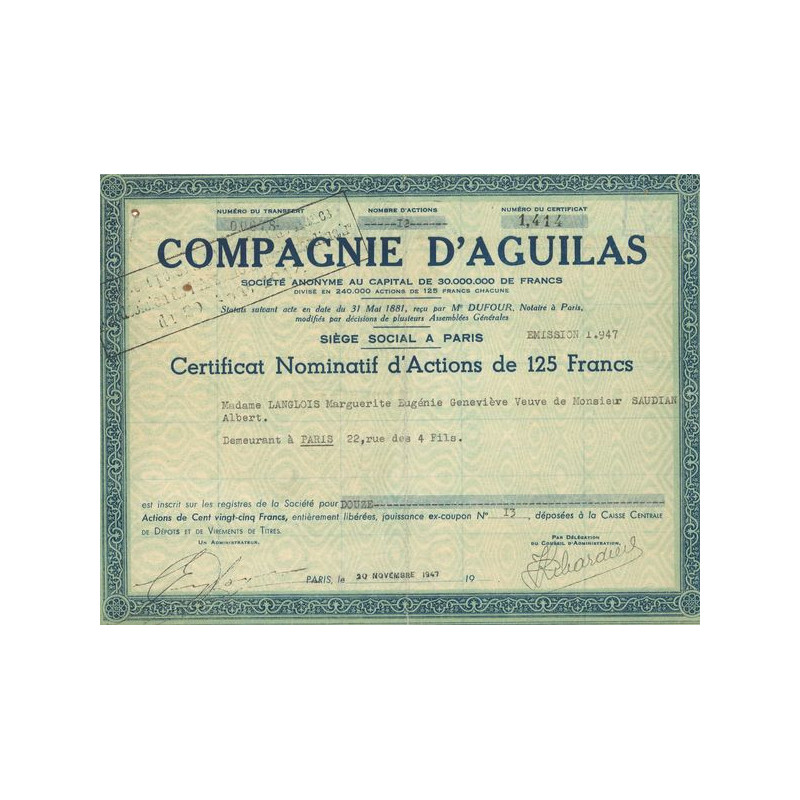 NUMÉRO DU TRANSFERT
NOMBRE D'ACTIONS
NUMÉRO DU CERTIFICAT
12
1,414
COMPAGNIE D'AGUILAS
SOCIÉTÉ ANONYME AU CAPITAL DE 30.000.000 DE FRANCS
DIVISÉ EN 240.000 ACTIONS DE 125 FRANCS CHACUNE
Statuts suivant acte en date du 31 Mai 1881, reçu par Me DUFOUR, Notaire à Paris,
modifiés par décisions de plusieurs Assemblées Générales
SIÈGE SOCIAL A PARIS
EMISSION 1.947
Certificat Nominatif d'Actions de 125 Francs
Madame LANGLOIS Marguerite Eugénie Geneviève Veuve de Monsieur SAUDIAN
Albert.
Demeurant à PARIS 22,rue des 4 Fils.
est inscrit sur les registres de la Société pour DOUZE
Actions de Cent vingt-cinq Francs, entièrement libérées, jouissance ex-coupon N° 13, déposées à la CAISSE CENTRALE
DE DÉPOTS ET DE VIREMENTS DE TITRES.
UN ADMINISTRATEUR,
PAR DÉLÉGATION
DU CONSEIL D'ADMINISTRATION,
PARIS, le 20 NOVEMBRE 1947 19